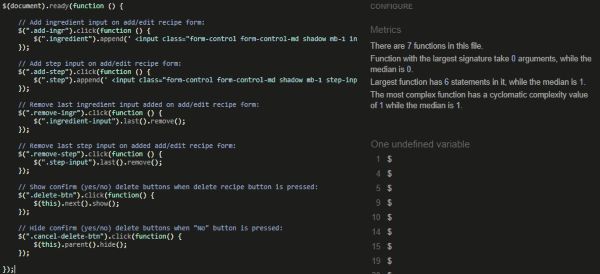 $(document).ready(function () {
// Add ingredient input on add/edit recipe form:
$(".add-ingr").click(function () {
$(".ingredient").append(' <input class="form-control form-control-md shadow mb-1 in
});
// Add step input on add/edit recipe form:
$(".add-step").click(function () {
$(".step").append(' <input class="form-control form-control-md shadow mb-1 step-inp
});
// Remove last ingredient input added on add/edit recipe form:
$(".remove-ingr").click(function () {
$(".ingredient-input").last().remove();
});
// Remove last step input on added add/edit recipe form:
$(".remove-step").click(function () {
$(".step-input").last().remove();
});
// Show confirm (yes/no) delete buttons when delete recipe button is pressed:
$(".delete-btn").click(function() {
$(this).next().show();
});
// Hide confirm (yes/no) delete buttons when "No" button is pressed:
$(".cancel-delete-btn").click(function() {
$(this).parent().hide();
});
});
CONFIGURE
Metrics
There are 7 functions in this file.
Function with the largest signature take 0 arguments, while the
median is 0.
Largest function has 6 statements in it, while the median is 1.
The most complex function has a cyclomatic complexity value
of 1 while the median is 1.
One undefined variable
1 $
4 $
5 $
9 $
10 $
14 $
15 $
19 $